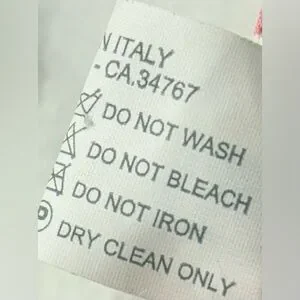 N ITALY
- CA.34767
DO NOT WASH
DO NOT BLEACH
DO NOT IRON
P DRY CLEAN ONLY